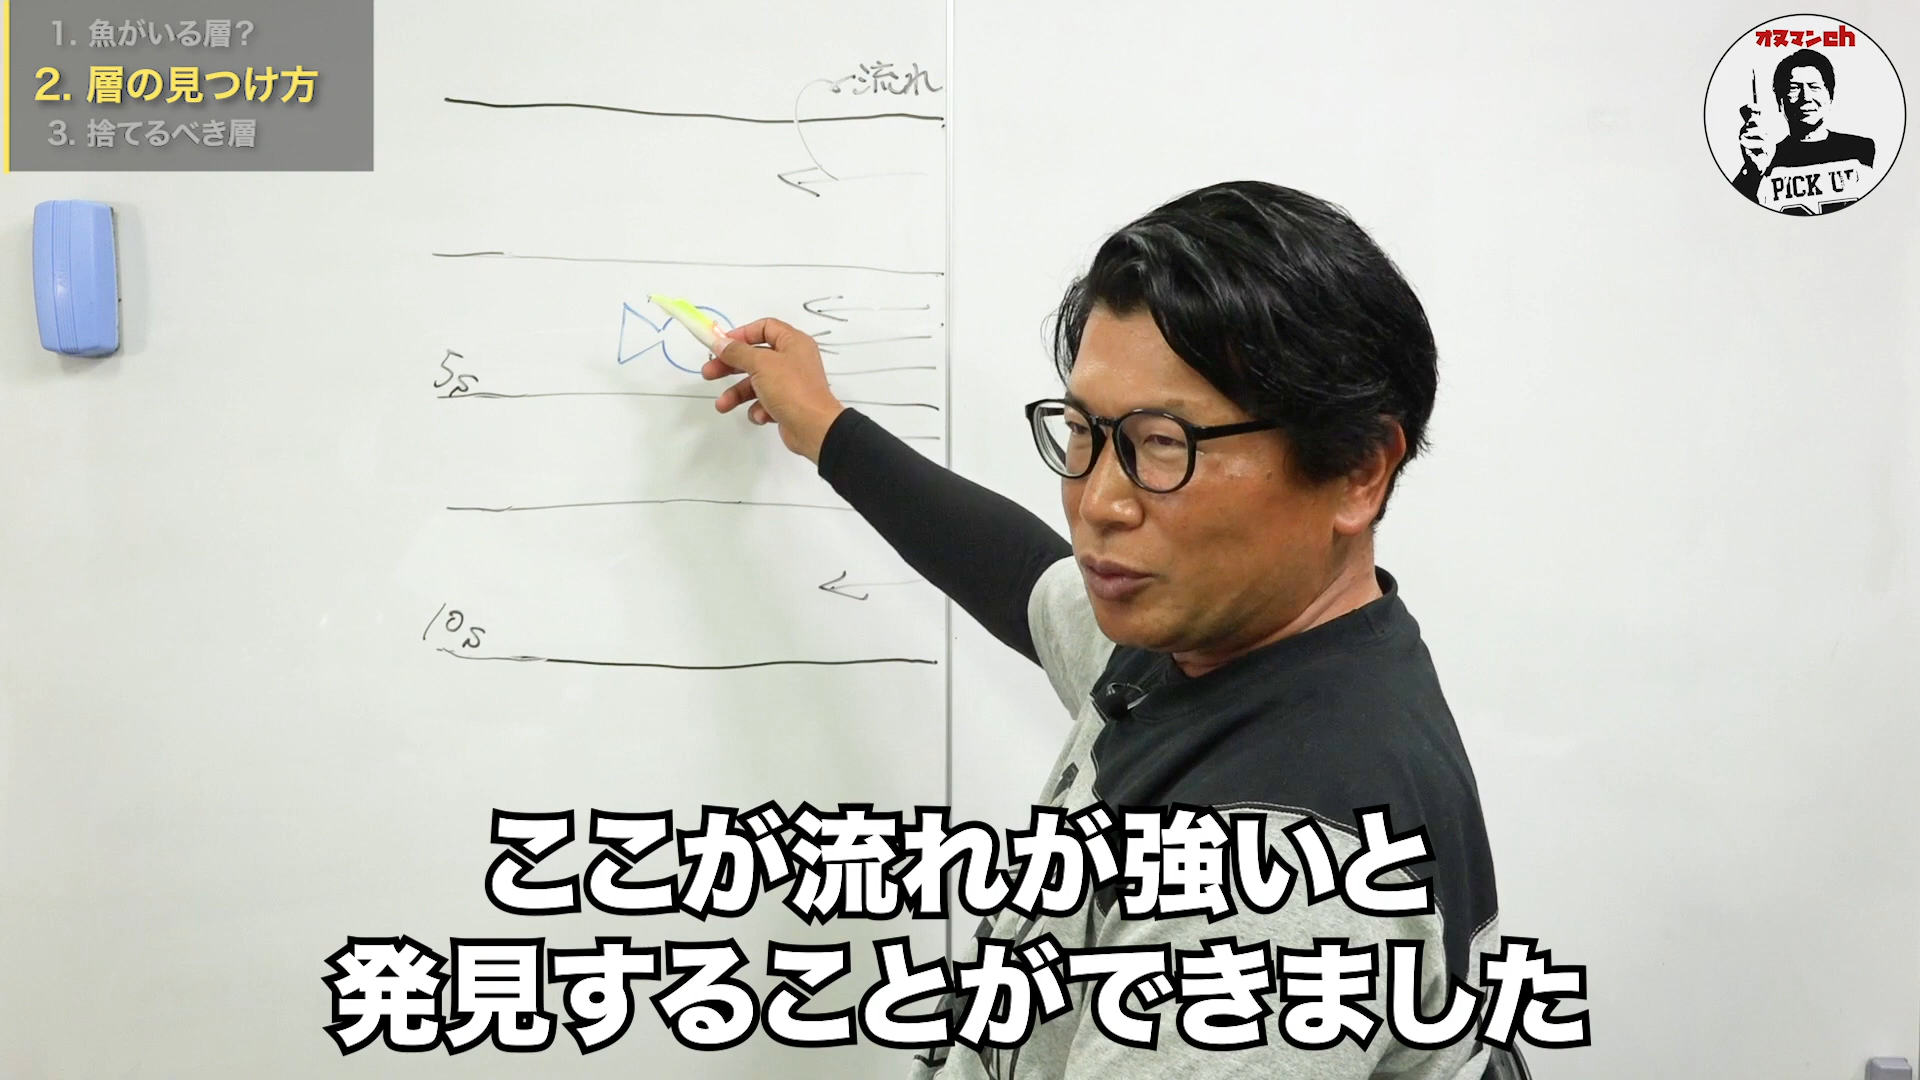 1. 魚がいる層?
2. 層の見つけ方
3. 捨てるべき層
オヌマンch
PICK UP
流れ
5s
10s
ここが流れが強いと
発見することができました